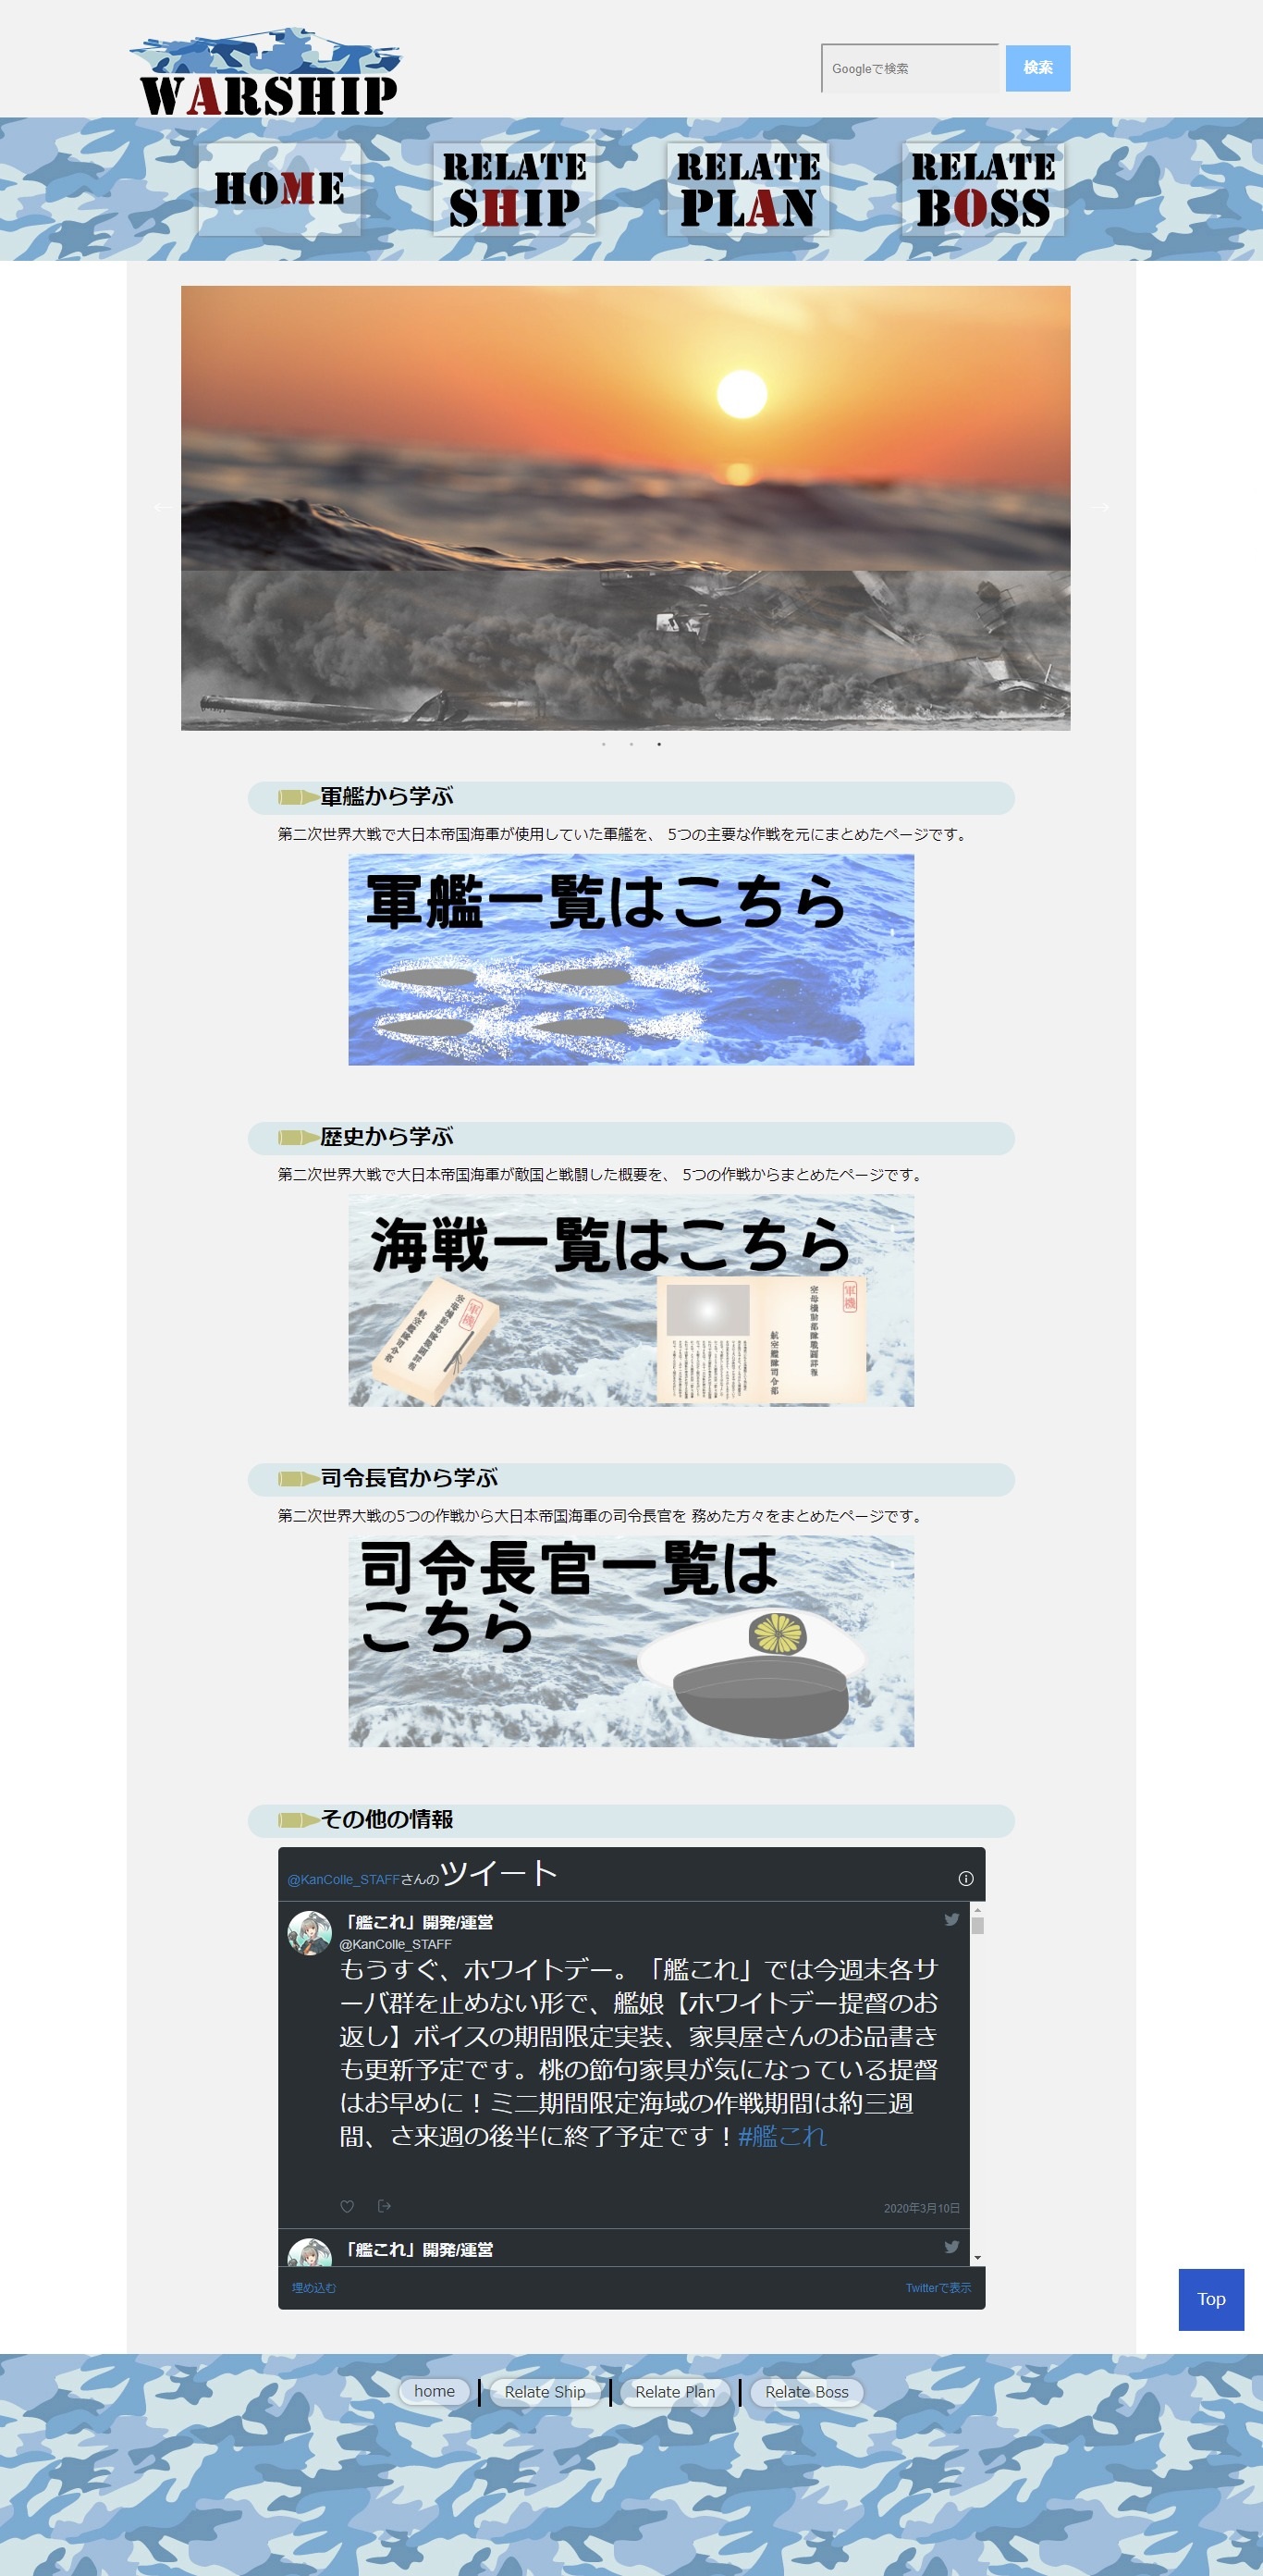 WARSHIP
Googleで検索
検索
HOME
RELATE
SHIP
RELATE
PLAN
RELATE
BOSS
←
→
軍艦から学ぶ
第二次世界大戦で大日本帝国海軍が使用していた軍艦を、 5つの主要な作戦を元にまとめたページです。
軍艦一覧はこちら
歴史から学ぶ
第二次世界大戦で大日本帝国海軍が敵国と戦闘した概要を、 5つの作戦からまとめたページです。
海戦一覧はこちら
軍機
軍機
司令長官から学ぶ
第二次世界大戦の5つの作戦から大日本帝国海軍の司令長官を 務めた方々をまとめたページです。
司令長官一覧は
こちら
その他の情報
@KanColle_STAFFさんのツイート
「艦これ」開発/運営
@KanColle_STAFF
もうすぐ、ホワイトデー。「艦これ」では今週末各サ
ーバ群を止めない形で、艦娘【ホワイトデー提督のお
返し】ボイスの期間限定実装、家具屋さんのお品書き
も更新予定です。桃の節句家具が気になっている提督
はお早めに！ミニ期間限定海域の作戦期間は約三週
間、さ来週の後半に終了予定です！#艦これ
2020年3月10日
「艦これ」開発/運営
埋め込む
Twitterで表示
Top
home
Relate Ship
Relate Plan
Relate Boss